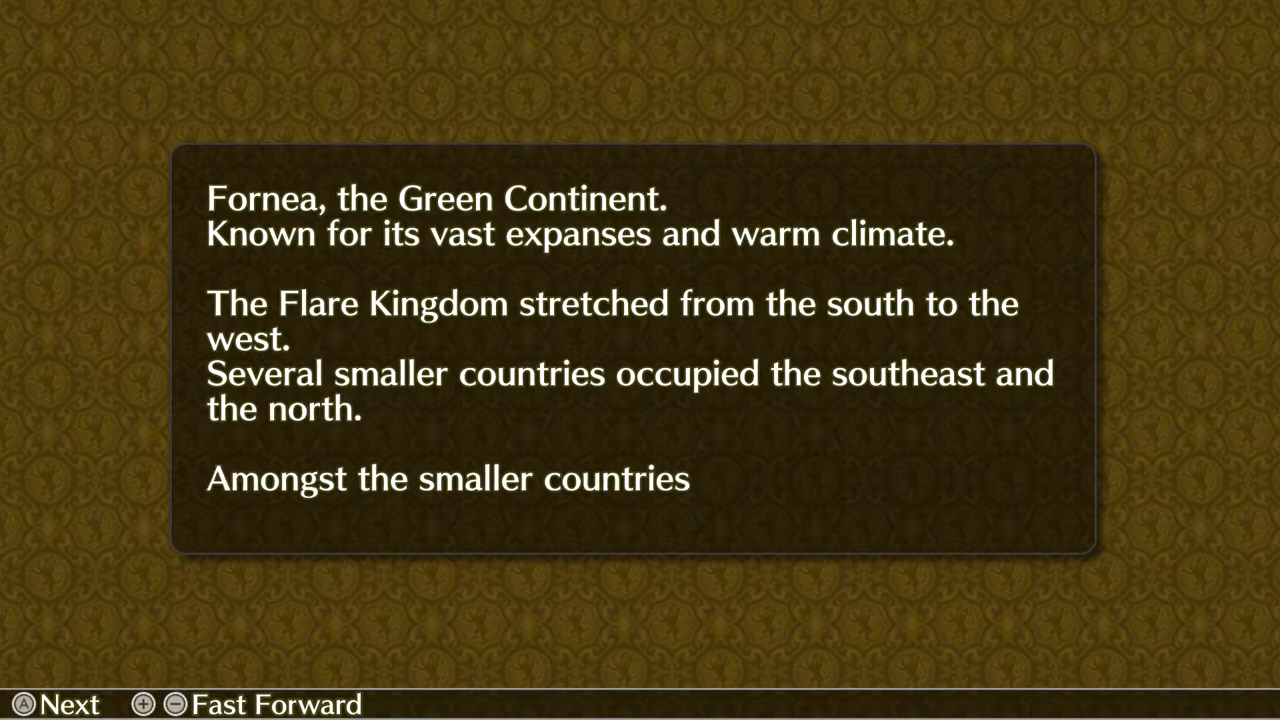 Fornea, the Green Continent.
Known for its vast expanses and warm climate.
The Flare Kingdom stretched from the south to the
west.
Several smaller countries occupied the southeast and
the north.
Amongst the smaller countries
A Next + − Fast Forward